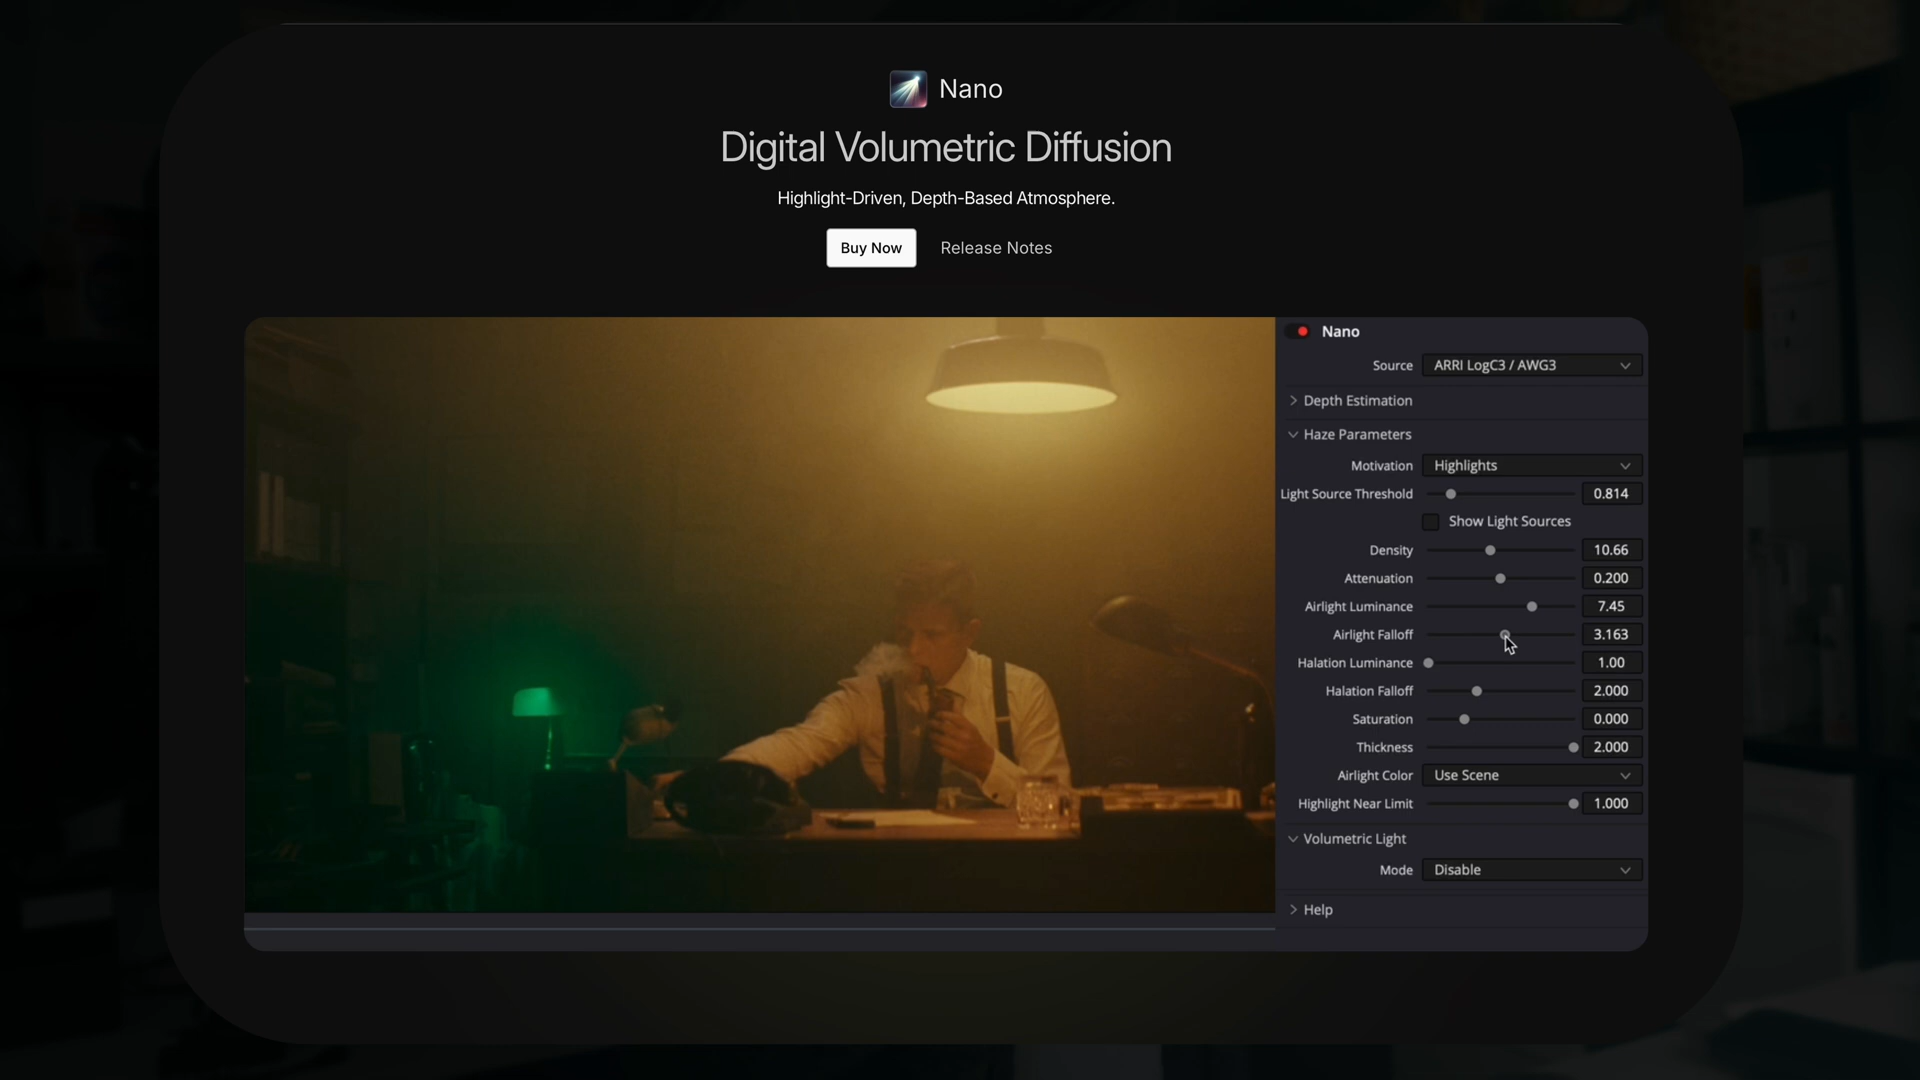 Nano
Digital Volumetric Diffusion
Highlight-Driven, Depth-Based Atmosphere.
Buy Now
Release Notes
Nano
Source
ARRI LogC3 / AWG3
Depth Estimation
Haze Parameters
Motivation
Highlights
Light Source Threshold
0.814
Show Light Sources
Density
10.66
Attenuation
0.200
Airlight Luminance
7.45
Airlight Falloff
3.163
Halation Luminance
1.00
Halation Falloff
2.000
Saturation
0.000
Thickness
2.000
Airlight Color
Use Scene
Highlight Near Limit
1.000
Volumetric Light
Mode
Disable
Help